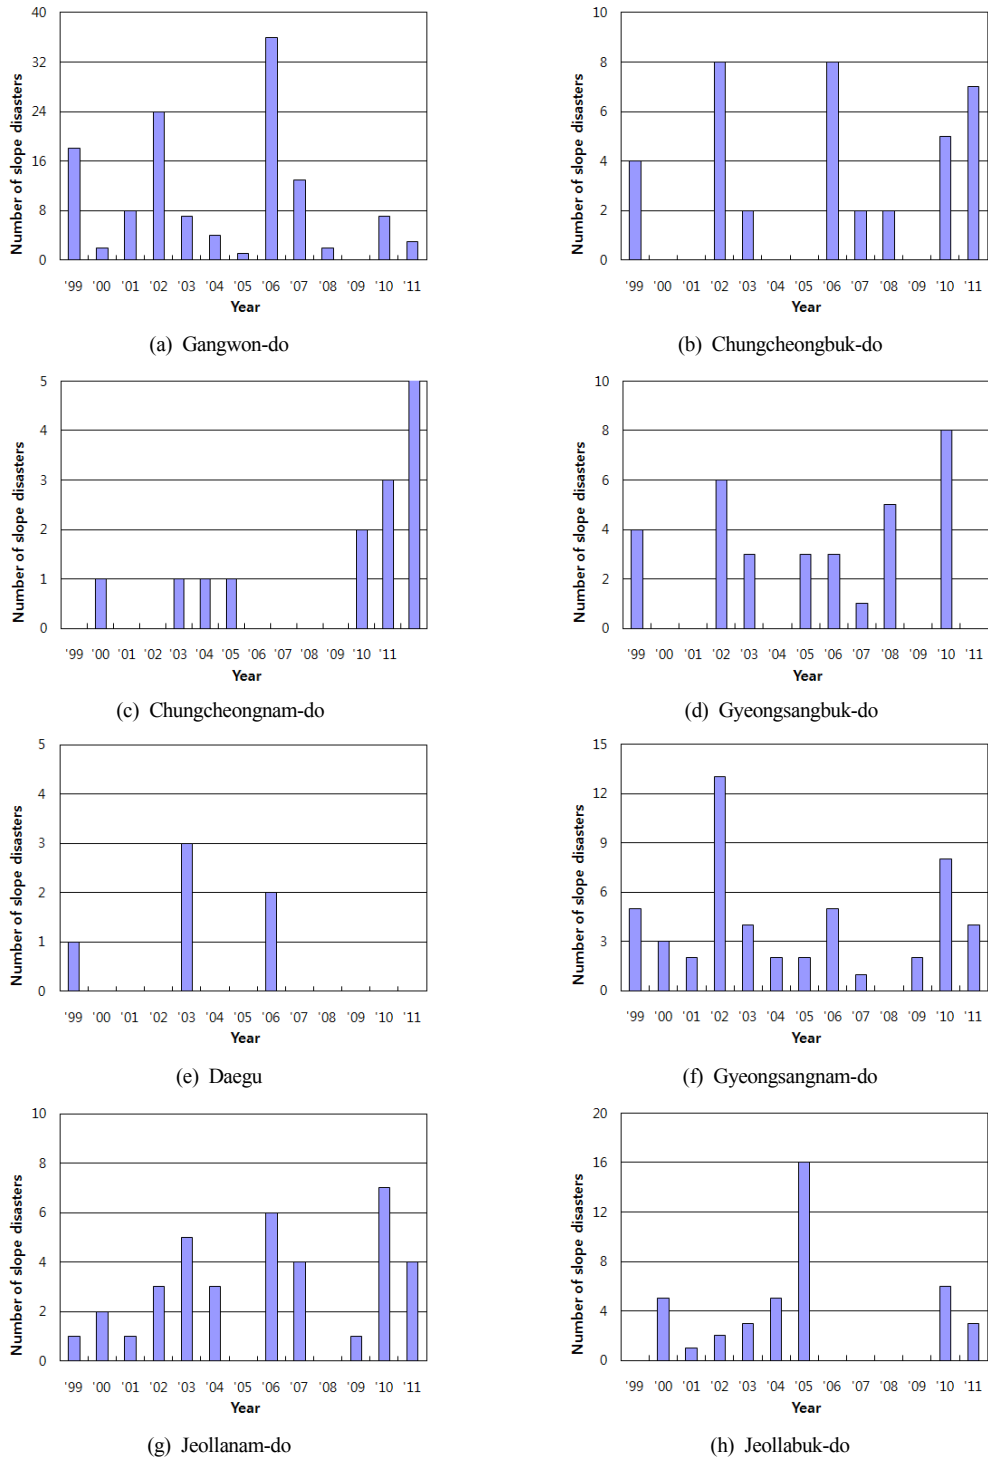 40
32
24
16
8
0
Number of slope disasters
'99 '00 '01 '02 '03 '04 '05 '06 '07 '08 '09 '10 '11
Year
(a) Gangwon-do
10
8
6
4
2
0
Number of slope disasters
'99 '00 '01 '02 '03 '04 '05 '06 '07 '08 '09 '10 '11
Year
(b) Chungcheongbuk-do
5
4
3
2
1
0
Number of slope disasters
'99 '00 '01 '02 '03 '04 '05 '06 '07 '08 '09 '10 '11
Year
(c) Chungcheongnam-do
10
8
6
4
2
0
Number of slope disasters
'99 '00 '01 '02 '03 '04 '05 '06 '07 '08 '09 '10 '11
Year
(d) Gyeongsangbuk-do
5
4
3
2
1
0
Number of slope disasters
'99 '00 '01 '02 '03 '04 '05 '06 '07 '08 '09 '10 '11
Year
(e) Daegu
15
12
9
6
3
0
Number of slope disasters
'99 '00 '01 '02 '03 '04 '05 '06 '07 '08 '09 '10 '11
Year
(f) Gyeongsangnam-do
10
8
6
4
2
0
Number of slope disasters
'99 '00 '01 '02 '03 '04 '05 '06 '07 '08 '09 '10 '11
Year
(g) Jeollanam-do
20
16
12
8
4
0
Number of slope disasters
'99 '00 '01 '02 '03 '04 '05 '06 '07 '08 '09 '10 '11
Year
(h) Jeollabuk-do